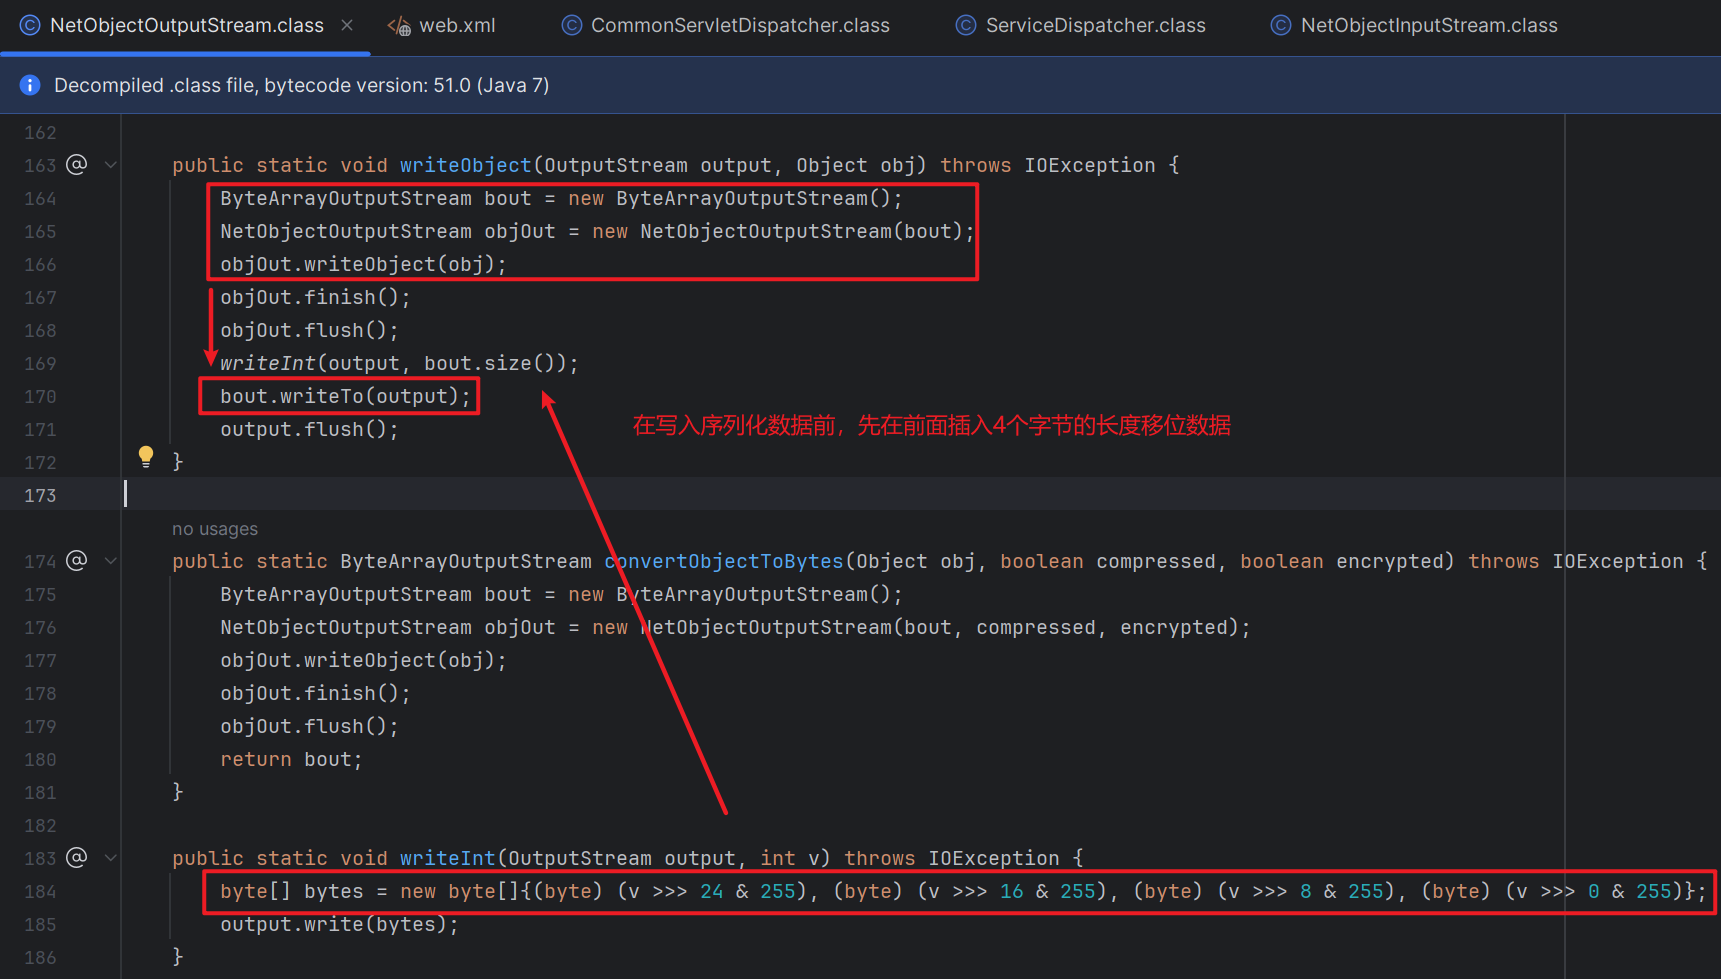 NetObjectOutputStream.class
web.xml
CommonServletDispatcher.class
ServiceDispatcher.class
NetObjectInputStream.class
Decompiled .class file, bytecode version: 51.0 (Java 7)
162
163 @ public static void writeObject(OutputStream output, Object obj) throws IOException {
164 ByteArrayOutputStream bout = new ByteArrayOutputStream();
165 NetObjectOutputStream objOut = new NetObjectOutputStream(bout);
166 objOut.writeObject(obj);
167 objOut.finish();
168 objOut.flush();
169 writeInt(output, bout.size());
170 bout.writeTo(output);
在写入序列化数据前，先在前面插入4个字节的长度移位数据
171 output.flush();
172 }
173
no usages
174 @ public static ByteArrayOutputStream convertObjectToBytes(Object obj, boolean compressed, boolean encrypted) throws IOException {
175 ByteArrayOutputStream bout = new ByteArrayOutputStream();
176 NetObjectOutputStream objOut = new NetObjectOutputStream(bout, compressed, encrypted);
177 objOut.writeObject(obj);
178 objOut.finish();
179 objOut.flush();
180 return bout;
181 }
182
183 @ public static void writeInt(OutputStream output, int v) throws IOException {
184 byte[] bytes = new byte[]{(byte) (v >>> 24 & 255), (byte) (v >>> 16 & 255), (byte) (v >>> 8 & 255), (byte) (v >>> 0 & 255)};
185 output.write(bytes);
186 }